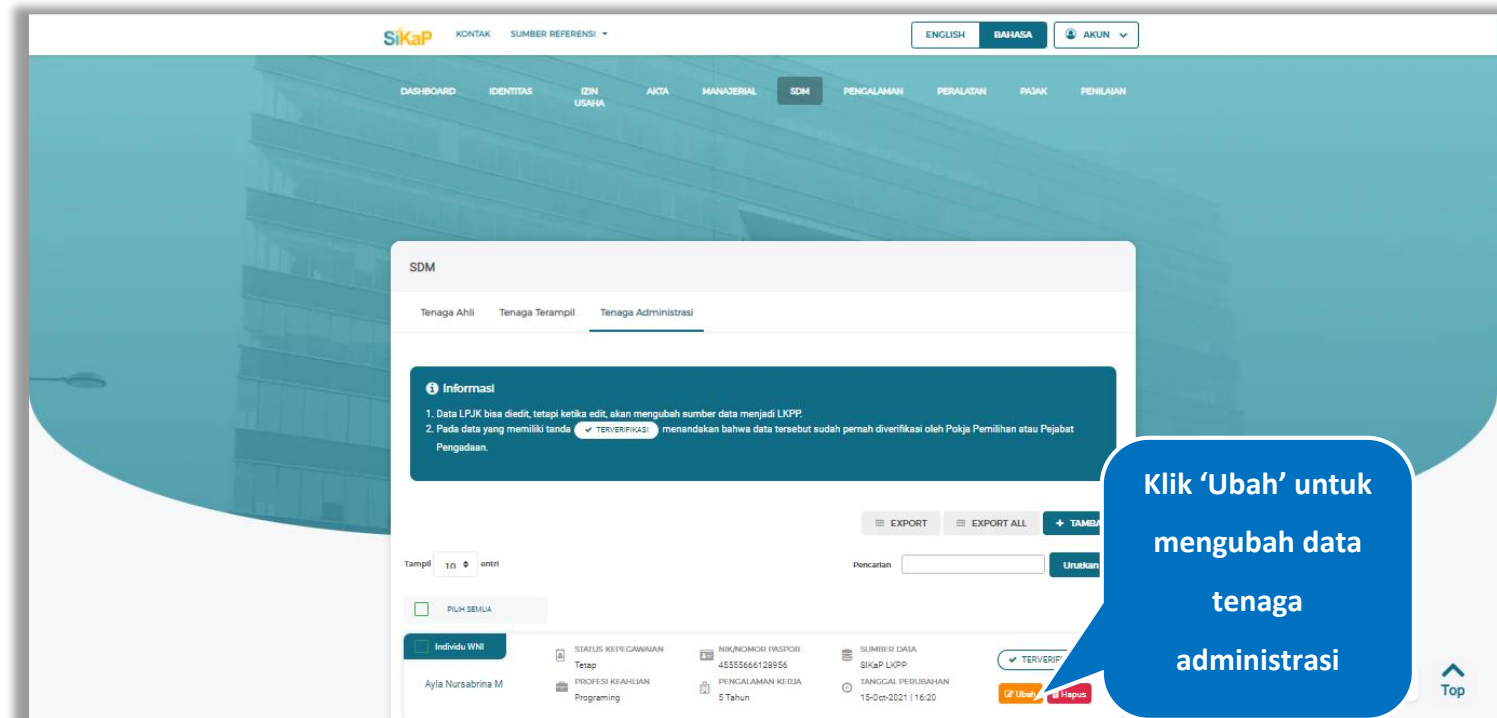 SiKaP KONTAK SUMBER REFERENSI ENGLISH BAHASA AKUN
DASHBOARD IDENTITAS IZIN USAHA AKTA MANAJERIAL SDM PENGALAMAN PERALATAN PAJAK PENILAIAN
SDM
Tenaga Ahli Tenaga Terampil Tenaga Administrasi
Informasi
1. Data LPJK bisa diedit, tetapi ketika edit, akan mengubah sumber data menjadi LKPP.
2. Pada data yang memiliki tanda TERVERIFIKASI menandakan bahwa data tersebut sudah pernah diverifikasi oleh Pokja Pemilihan atau Pejabat
Pengadaan.
Klik ‘Ubah’ untuk
mengubah data
tenaga
administrasi
EXPORT EXPORT ALL + TAMBA
Tampil 10 entri Pencarian Urutkan
PILIH SEMUA
Individu WNI STATUS KEPEGAWAIAN NIK/NOMOR PASPOR SUMBER DATA
Tetap 45555666128956 SIKaP LKPP TERVERIF
Ayla Nursabrina M PROFESI KEAHLIAN PENGALAMAN KERJA TANGGAL PERUBAHAN
Programing 5 Tahun 15-Oct-2021 | 16:20 Ubah Hapus
Top